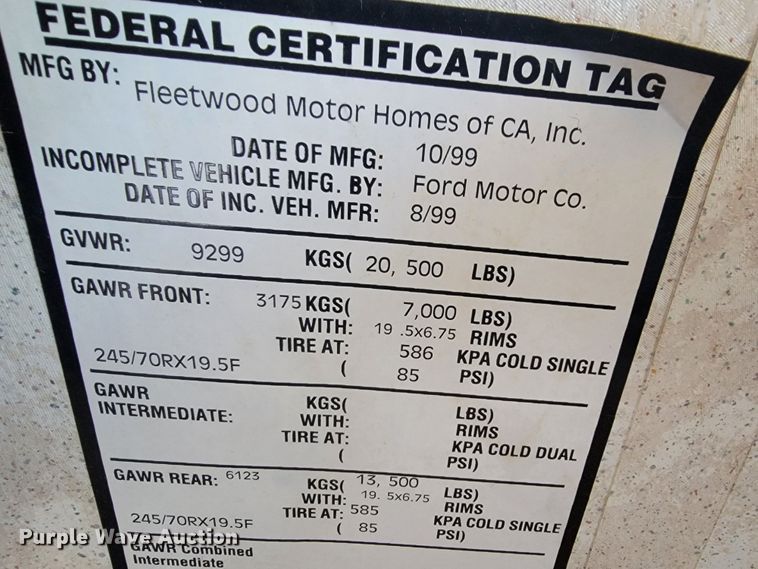 FEDERAL CERTIFICATION TAG
MFG BY: Fleetwood Motor Homes of CA, Inc.
DATE OF MFG: 10/99
INCOMPLETE VEHICLE MFG. BY: Ford Motor Co.
DATE OF INC. VEH. MFR: 8/99
GVWR: 9299 KGS( 20, 500 LBS)
GAWR FRONT: 3175 KGS( 7,000 LBS)
WITH: 19 .5x6.75 RIMS
TIRE AT: 586 KPA COLD SINGLE
245/70RX19.5F ( 85 PSI)
GAWR KGS( LBS)
INTERMEDIATE: WITH: RIMS
TIRE AT: KPA COLD DUAL
( PSI)
GAWR REAR: 6123 KGS( 13, 500 LBS)
WITH: 19. 5x6.75 RIMS
TIRE AT: 585 KPA COLD SINGLE
245/70RX19.5F ( 85 PSI)
Purple Wave Auction
GAWR Combined
Intermediate